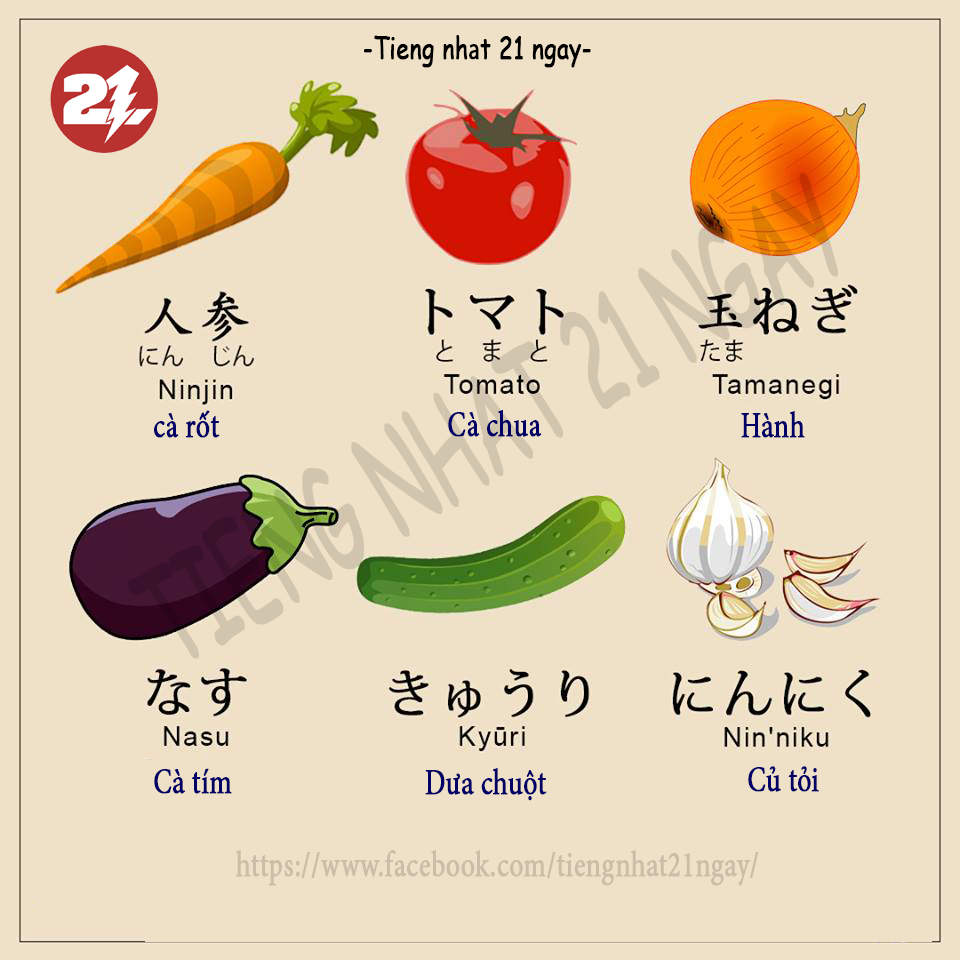 -Tieng nhat 21 ngay-
21
人参
にん じん
Ninjin
cà rốt
トマト
と ま と
Tomato
Cà chua
玉ねぎ
たま
Tamanegi
Hành
TIENG NHAT 21 NGAY
なす
Nasu
Cà tím
きゅうり
Kyūri
Dưa chuột
にんにく
Nin'niku
Củ tỏi
https://www.facebook.com/tiengnhat21ngay/